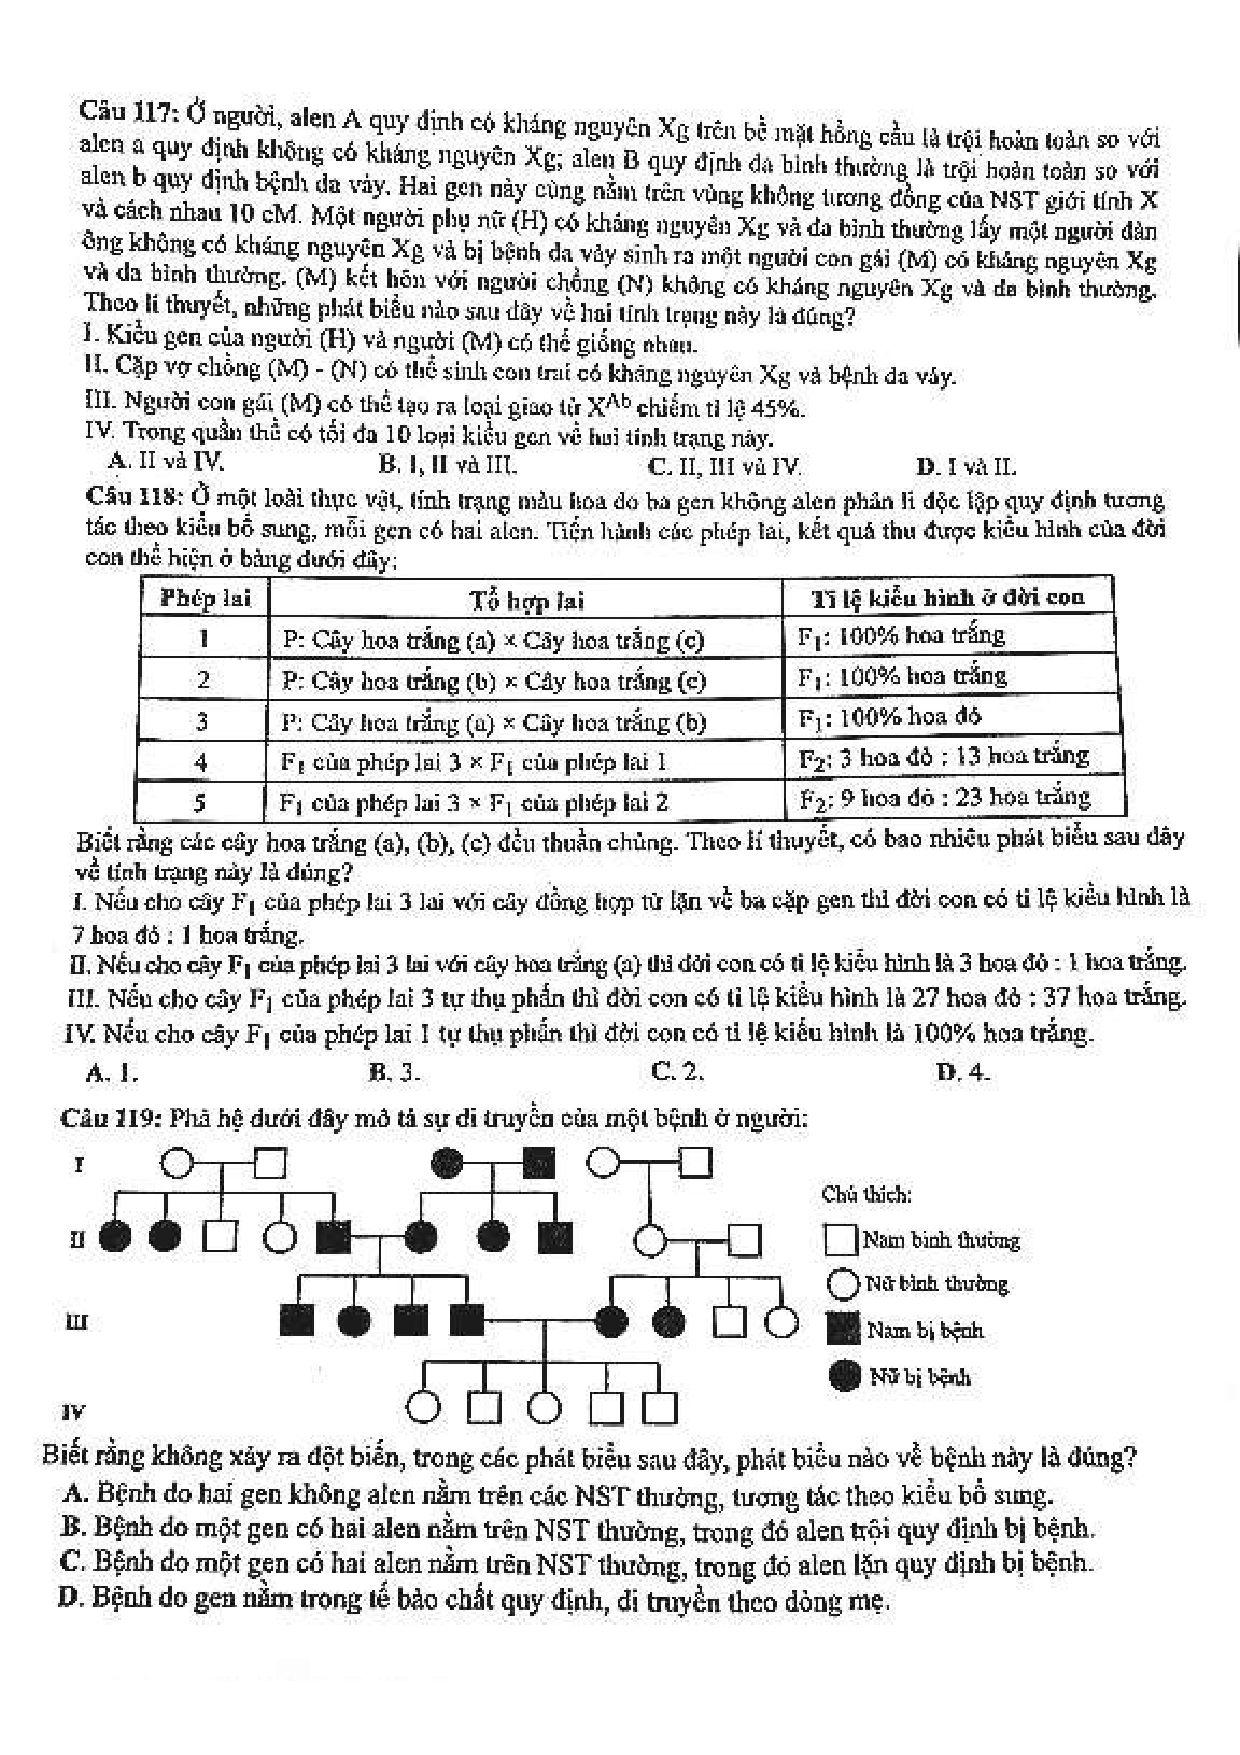 Câu 117: Ở người, alen A quy định có kháng nguyên Xg trên bề mặt hồng cầu là trội hoàn toàn so với
alen a quy định không có kháng nguyên Xg; alen B quy định da bình thường là trội hoàn toàn so với
alen b quy định bệnh da vảy. Hai gen này cùng nằm trên vùng không tương đồng của NST giới tính X
và cách nhau 10 cM. Một người phụ nữ (H) có kháng nguyên Xg và da bình thường lấy một người đàn
ông không có kháng nguyên Xg và bị bệnh da vảy sinh ra một người con gái (M) có kháng nguyên Xg
và da bình thường. (M) kết hôn với người chồng (N) không có kháng nguyên Xg và da bình thường.
Theo lí thuyết, những phát biểu nào sau đây về hai tính trạng này là đúng?
I. Kiểu gen của người (H) và người (M) có thể giống nhau.
II. Cặp vợ chồng (M) - (N) có thể sinh con trai có kháng nguyên Xg và bệnh da vảy.
III. Người con gái (M) có thể tạo ra loại giao tử X^Ab chiếm tỉ lệ 45%.
IV. Trong quần thể có tối đa 10 loại kiểu gen về hai tính trạng này.
A. II và IV. B. I, II và III. C. II, III và IV. D. I và II.
Câu 118: Ở một loài thực vật, tính trạng màu hoa do ba gen không alen phân li độc lập quy định tương
tác theo kiểu bổ sung, mỗi gen có hai alen. Tiến hành các phép lai, kết quả thu được kiểu hình của đời
con thể hiện ở bảng dưới đây:
Phép lai Tổ hợp lai Tỉ lệ kiểu hình ở đời con
1 P: Cây hoa trắng (a) × Cây hoa trắng (c) F1: 100% hoa trắng
2 P: Cây hoa trắng (b) × Cây hoa trắng (c) F1: 100% hoa trắng
3 P: Cây hoa trắng (a) × Cây hoa trắng (b) F1: 100% hoa đỏ
4 F1 của phép lai 3 × F1 của phép lai 1 F2: 3 hoa đỏ : 13 hoa trắng
5 F1 của phép lai 3 × F1 của phép lai 2 F2: 9 hoa đỏ : 23 hoa trắng
Biết rằng các cây hoa trắng (a), (b), (c) đều thuần chủng. Theo lí thuyết, có bao nhiêu phát biểu sau đây
về tính trạng này là đúng?
I. Nếu cho cây F1 của phép lai 3 lai với cây đồng hợp tử lặn về ba cặp gen thì đời con có tỉ lệ kiểu hình là
7 hoa đỏ : 1 hoa trắng.
II. Nếu cho cây F1 của phép lai 3 lai với cây hoa trắng (a) thì đời con có tỉ lệ kiểu hình là 3 hoa đỏ : 1 hoa trắng.
III. Nếu cho cây F1 của phép lai 3 tự thụ phấn thì đời con có tỉ lệ kiểu hình là 27 hoa đỏ : 37 hoa trắng.
IV. Nếu cho cây F1 của phép lai 1 tự thụ phấn thì đời con có tỉ lệ kiểu hình là 100% hoa trắng.
A. 1. B. 3. C. 2. D. 4.
Câu 119: Phả hệ dưới đây mô tả sự di truyền của một bệnh ở người:
I
Chú thích:
II
Nam bình thường
Nữ bình thường
III
Nam bị bệnh
Nữ bị bệnh
IV
Biết rằng không xảy ra đột biến, trong các phát biểu sau đây, phát biểu nào về bệnh này là đúng?
A. Bệnh do hai gen không alen nằm trên các NST thường, tương tác theo kiểu bổ sung.
B. Bệnh do một gen có hai alen nằm trên NST thường, trong đó alen trội quy định bị bệnh.
C. Bệnh do một gen có hai alen nằm trên NST thường, trong đó alen lặn quy định bị bệnh.
D. Bệnh do gen nằm trong tế bào chất quy định, di truyền theo dòng mẹ.